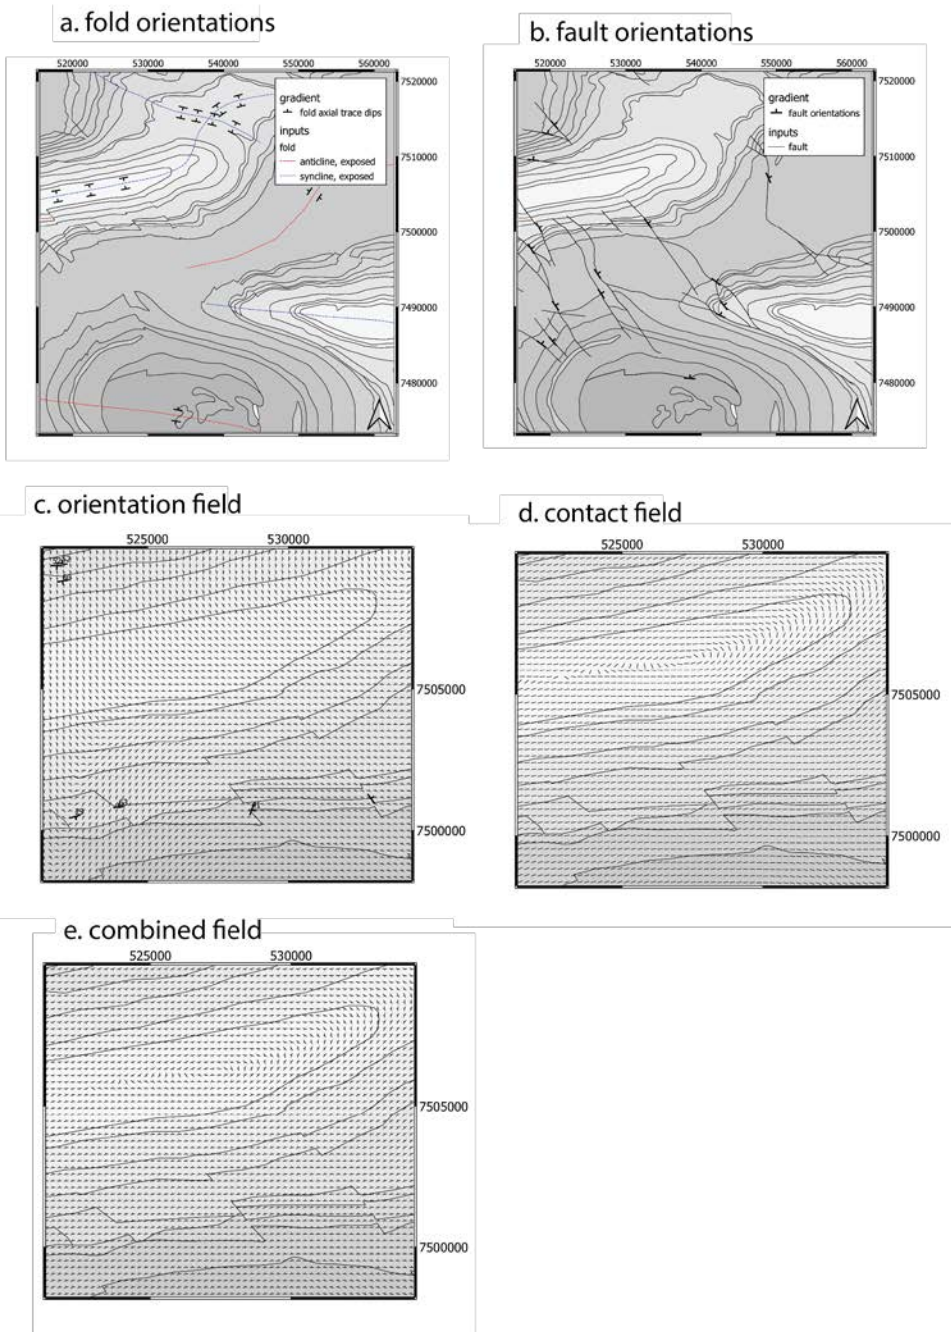 a. fold orientations
520000 530000 540000 550000 560000
7520000
gradient
fold axial trace dips
inputs
fold
anticline, exposed
syncline, exposed
7510000
7500000
7490000
7480000
b. fault orientations
520000 530000 540000 550000 560000
7520000
gradient
fault orientations
inputs
fault
7510000
7500000
7490000
7480000
c. orientation field
525000 530000
7505000
7500000
d. contact field
525000 530000
7505000
7500000
e. combined field
525000 530000
7505000
7500000